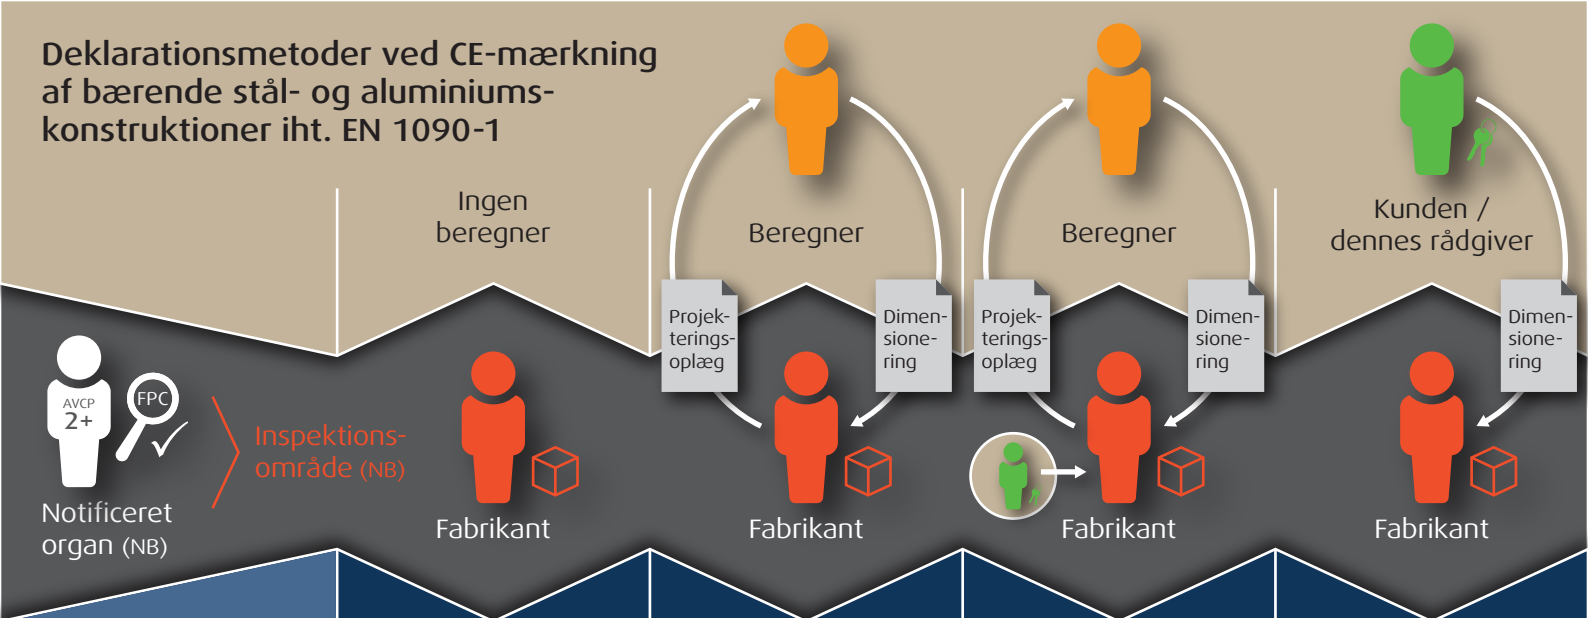 Deklarationsmetoder ved CE-mærkning
af bærende stål- og aluminiums-
konstruktioner iht. EN 1090-1
Ingen
beregner
Beregner
Beregner
Kunden /
dennes rådgiver
Projek-
terings-
oplæg
Dimen-
sione-
ring
Projek-
terings-
oplæg
Dimen-
sione-
ring
Dimen-
sione-
ring
AVCP
2+
FPC
Inspektions-
område (NB)
Notificeret
organ (NB)
Fabrikant
Fabrikant
Fabrikant
Fabrikant